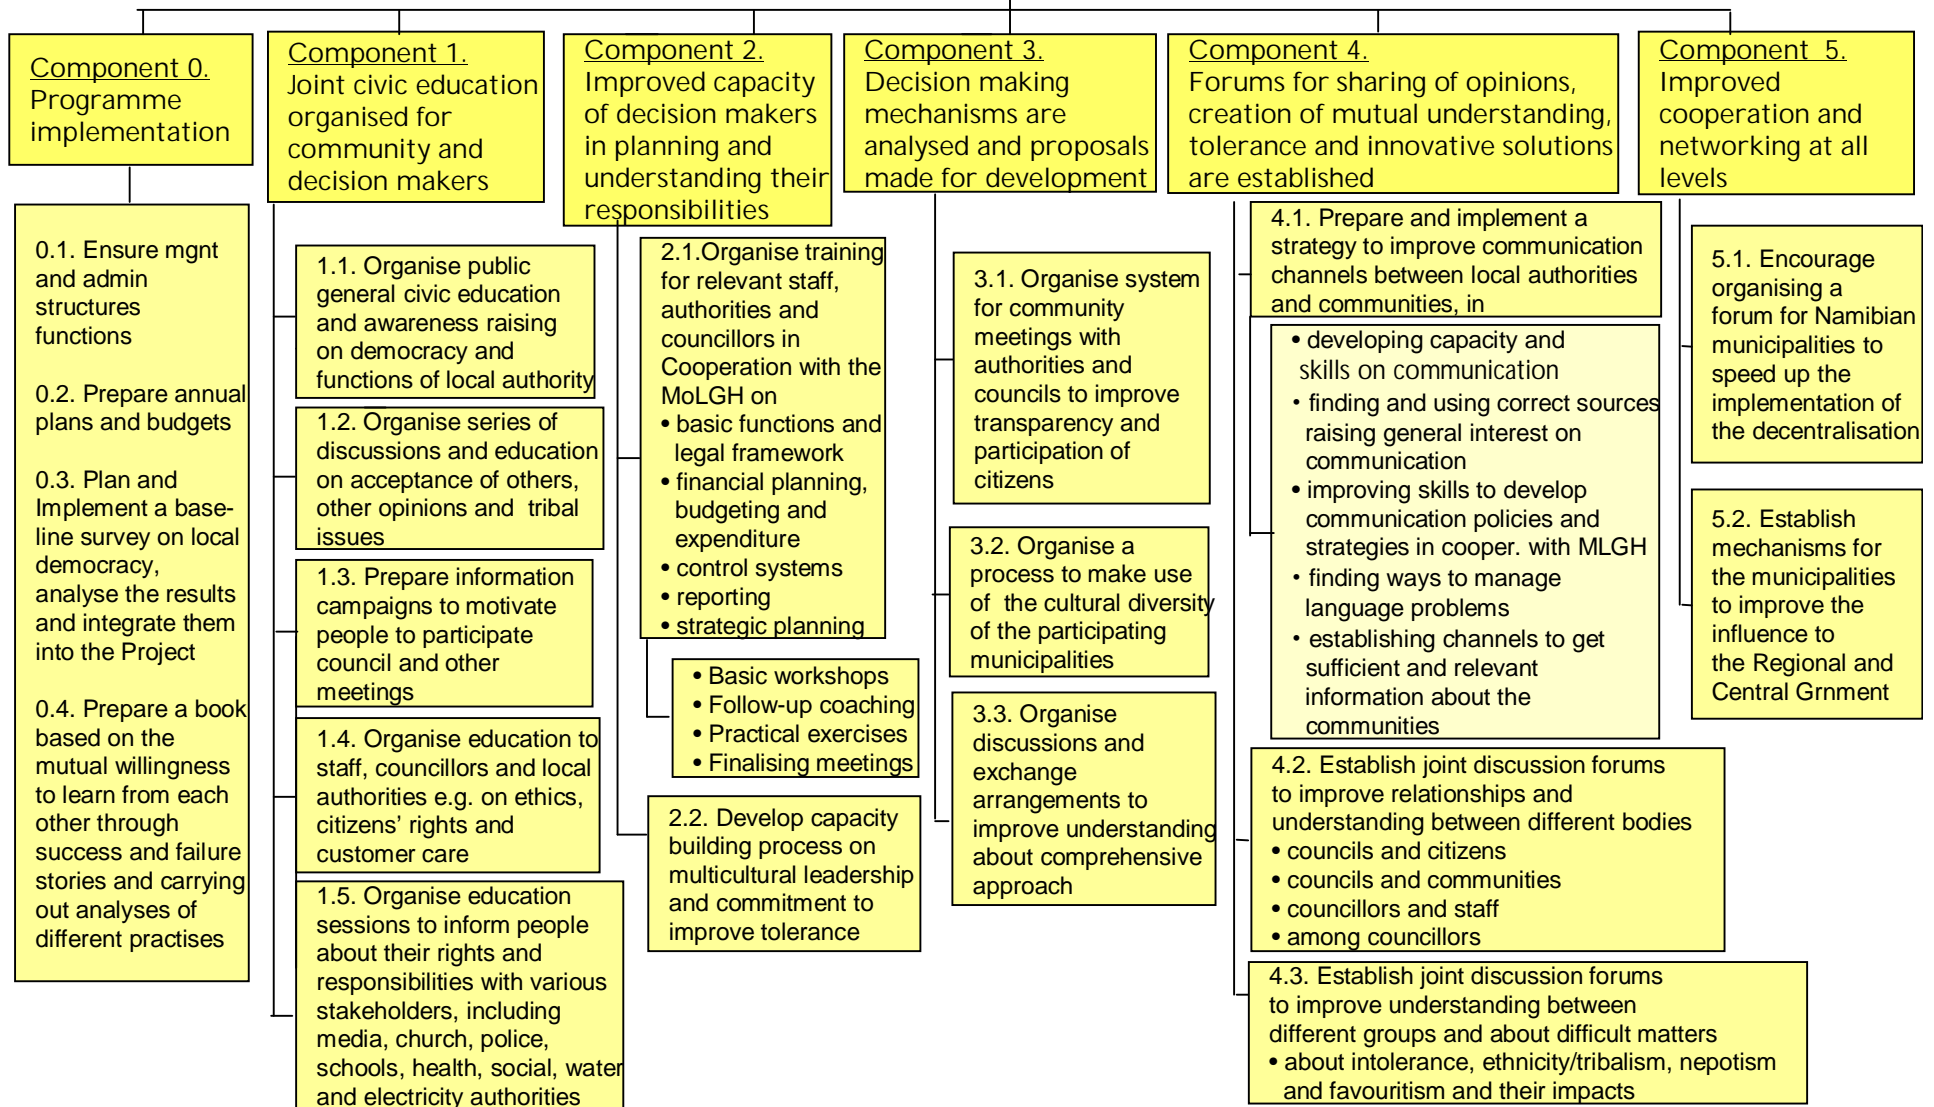 Component 0.
Programme
implementation
0.1. Ensure mgnt
and admin
structures
functions
0.2. Prepare annual
plans and budgets
0.3. Plan and
Implement a base-
line survey on local
democracy,
analyse the results
and integrate them
into the Project
0.4. Prepare a book
based on the
mutual willingness
to learn from each
other through
success and failure
stories and carrying
out analyses of
different practises
Component 1.
Joint civic education
organised for
community and
decision makers
1.1. Organise public
general civic education
and awareness raising
on democracy and
functions of local authority
1.2. Organise series of
discussions and education
on acceptance of others,
other opinions and tribal
issues
1.3. Prepare information
campaigns to motivate
people to participate
council and other
meetings
1.4. Organise education to
staff, councillors and local
authorities e.g. on ethics,
citizens’ rights and
customer care
1.5. Organise education
sessions to inform people
about their rights and
responsibilities with various
stakeholders, including
media, church, police,
schools, health, social, water
and electricity authorities
Component 2.
Improved capacity
of decision makers
in planning and
understanding their
responsibilities
2.1.Organise training
for relevant staff,
authorities and
councillors in
Cooperation with the
MoLGH on
• basic functions and
legal framework
• financial planning,
budgeting and
expenditure
• control systems
• reporting
• strategic planning
• Basic workshops
• Follow-up coaching
• Practical exercises
• Finalising meetings
2.2. Develop capacity
building process on
multicultural leadership
and commitment to
improve tolerance
Component 3.
Decision making
mechanisms are
analysed and proposals
made for development
3.1. Organise system
for community
meetings with
authorities and
councils to improve
transparency and
participation of
citizens
3.2. Organise a
process to make use
of the cultural diversity
of the participating
municipalities
3.3. Organise
discussions and
exchange
arrangements to
improve understanding
about comprehensive
approach
Component 4.
Forums for sharing of opinions,
creation of mutual understanding,
tolerance and innovative solutions
are established
4.1. Prepare and implement a
strategy to improve communication
channels between local authorities
and communities, in
• developing capacity and
skills on communication
• finding and using correct sources
raising general interest on
communication
• improving skills to develop
communication policies and
strategies in cooper. with MLGH
• finding ways to manage
language problems
• establishing channels to get
sufficient and relevant
information about the
communities
4.2. Establish joint discussion forums
to improve relationships and
understanding between different bodies
• councils and citizens
• councils and communities
• councillors and staff
• among councillors
4.3. Establish joint discussion forums
to improve understanding between
different groups and about difficult matters
• about intolerance, ethnicity/tribalism, nepotism
and favouritism and their impacts
Component 5.
Improved
cooperation and
networking at all
levels
5.1. Encourage
organising a
forum for Namibian
municipalities to
speed up the
implementation of
the decentralisation
5.2. Establish
mechanisms for
the municipalities
to improve the
influence to
the Regional and
Central Grnment